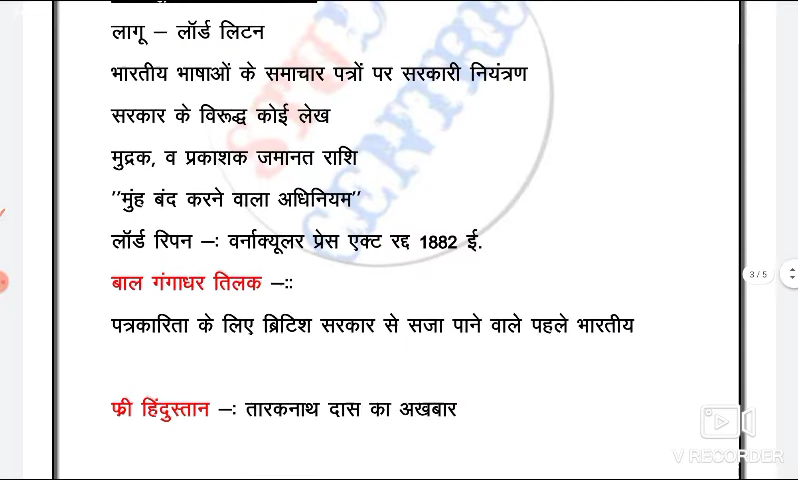 लागू – लॉर्ड लिटन
भारतीय भाषाओं के समाचार पत्रों पर सरकारी नियंत्रण
सरकार के विरूद्ध कोई लेख
मुद्रक, व प्रकाशक जमानत राशि
''मुंह बंद करने वाला अधिनियम''
लॉर्ड रिपन –: वर्नाक्यूलर प्रेस एक्ट रद्द 1882 ई.
3 / 5
बाल गंगाधर तिलक –::
पत्रकारिता के लिए ब्रिटिश सरकार से सजा पाने वाले पहले भारतीय
फ्री हिंदुस्तान –: तारकनाथ दास का अखबार
V RECORDER